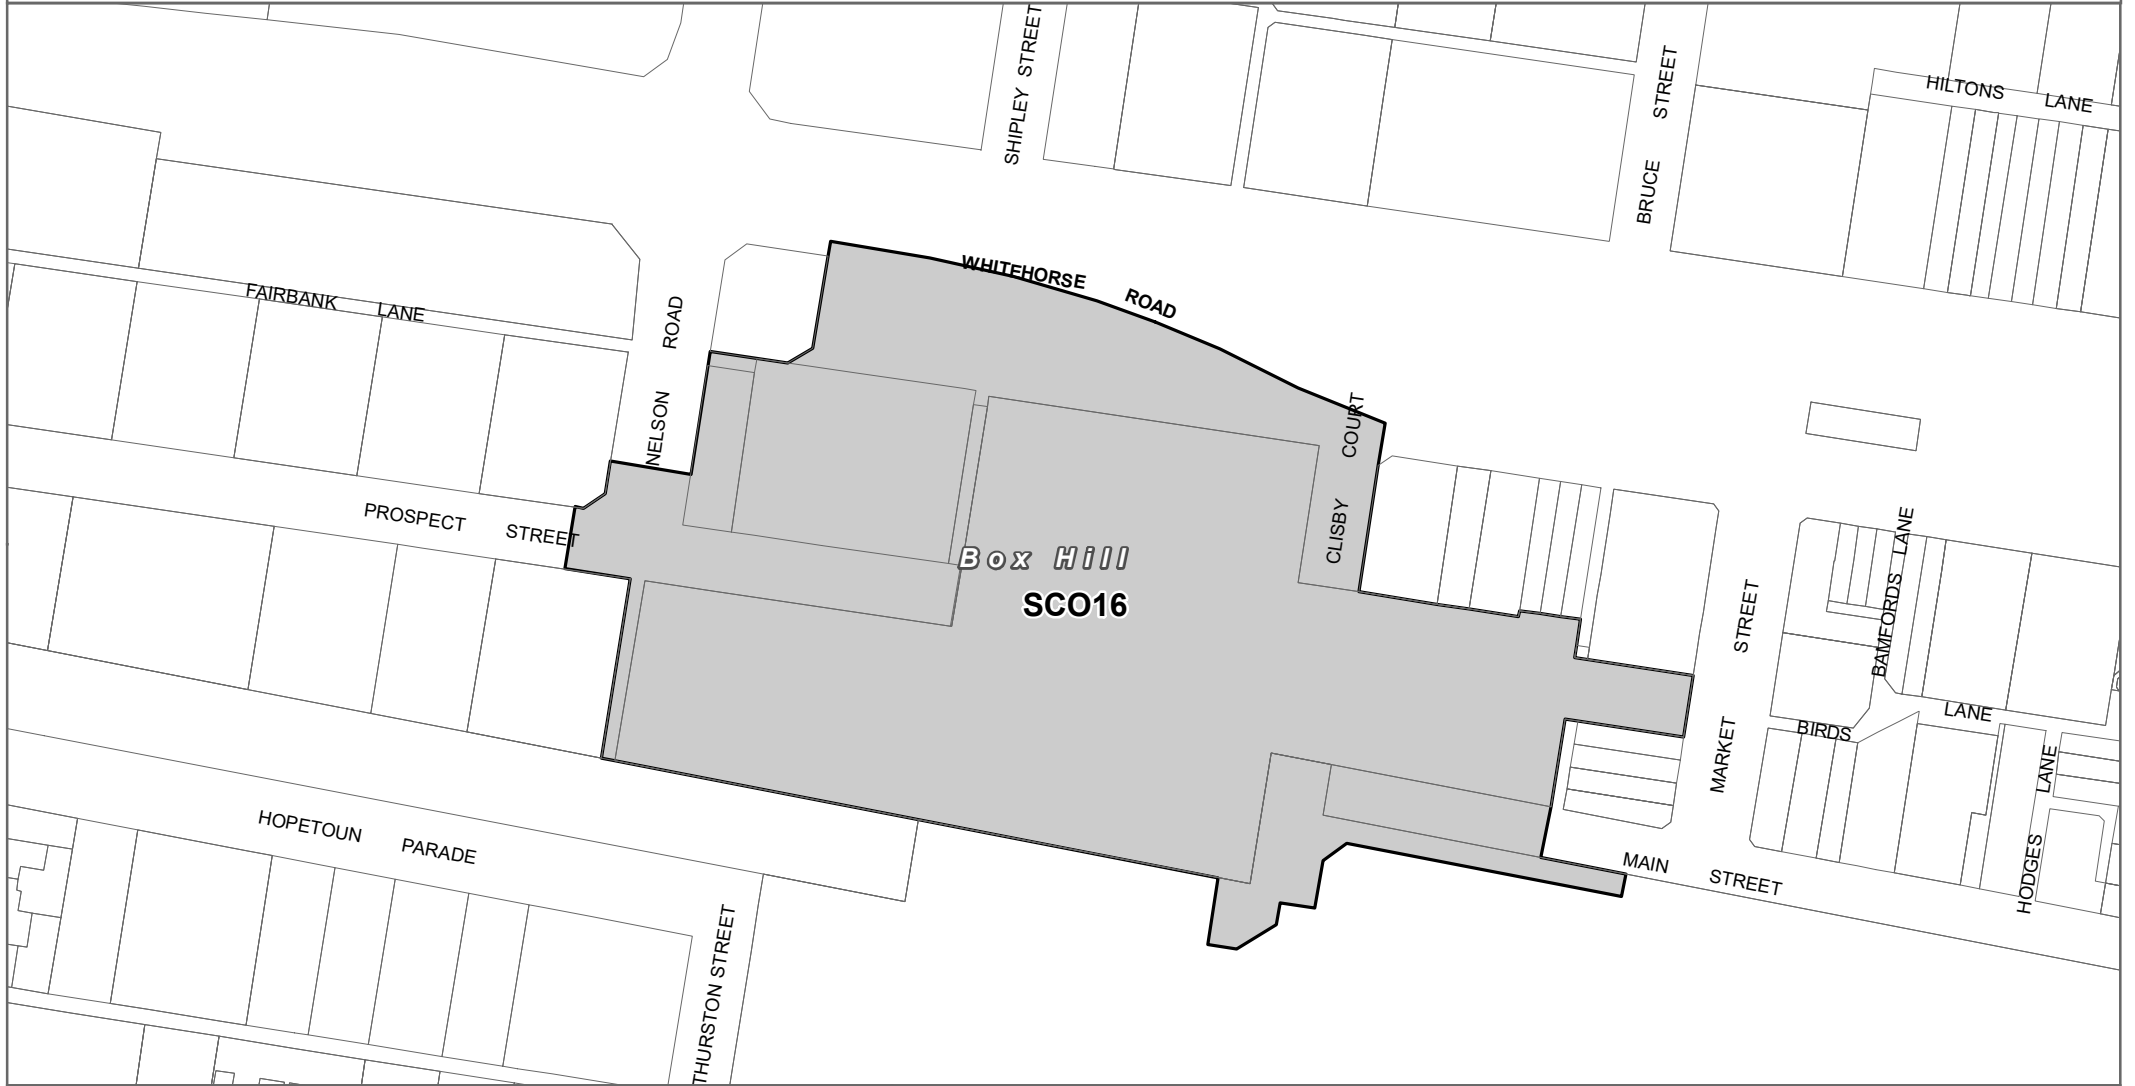 SHIPLEY STREET
BRUCE STREET
HILTONS LANE
WHITEHORSE ROAD
FAIRBANK LANE
NELSON ROAD
CLISBY COURT
PROSPECT STREET
Box Hill
SCO16
BAMFORDS LANE
MARKET STREET
BIRDS LANE
HODGES LANE
HOPETOUN PARADE
MAIN STREET
THURSTON STREET